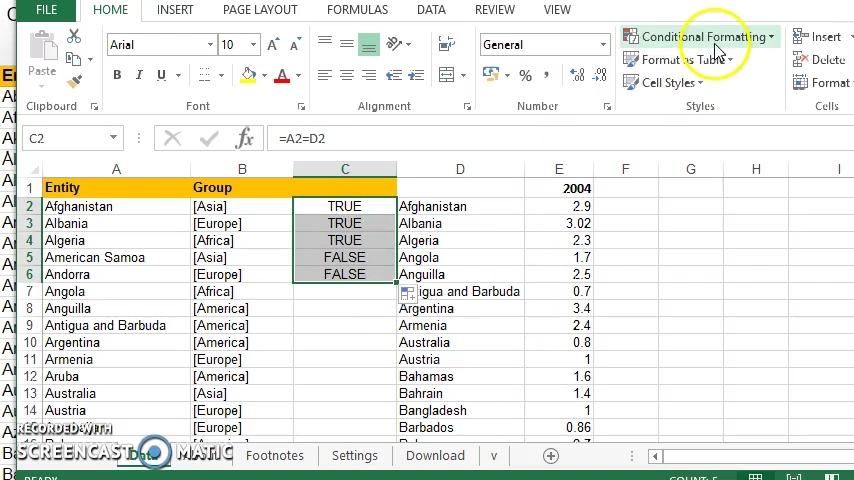 FILE HOME INSERT PAGE LAYOUT FORMULAS DATA REVIEW VIEW
Arial 10 General Conditional Formatting Insert
Paste Format as Table Delete
B I U % Cell Styles Format
Clipboard Font Alignment Number Styles Cells
C2 fx =A2=D2
A B C D E F G H I
1 Entity Group 2004
2 Afghanistan [Asia] TRUE Afghanistan 2.9
3 Albania [Europe] TRUE Albania 3.02
4 Algeria [Africa] TRUE Algeria 2.3
5 American Samoa [Asia] FALSE Angola 1.7
6 Andorra [Europe] FALSE Anguilla 2.5
7 Angola [Africa] igua and Barbuda 0.7
8 Anguilla [America] Argentina 3.4
9 Antigua and Barbuda [America] Armenia 2.4
10 Argentina [America] Australia 0.8
11 Armenia [Europe] Austria 1
12 Aruba [America] Bahamas 1.6
13 Australia [Asia] Bahrain 1.4
14 Austria [Europe] Bangladesh 1
[Europe] Barbados 0.86
RECORDED WITH
SCREENCAST MATIC
Data Footnotes Settings Download v
COUNT: 5